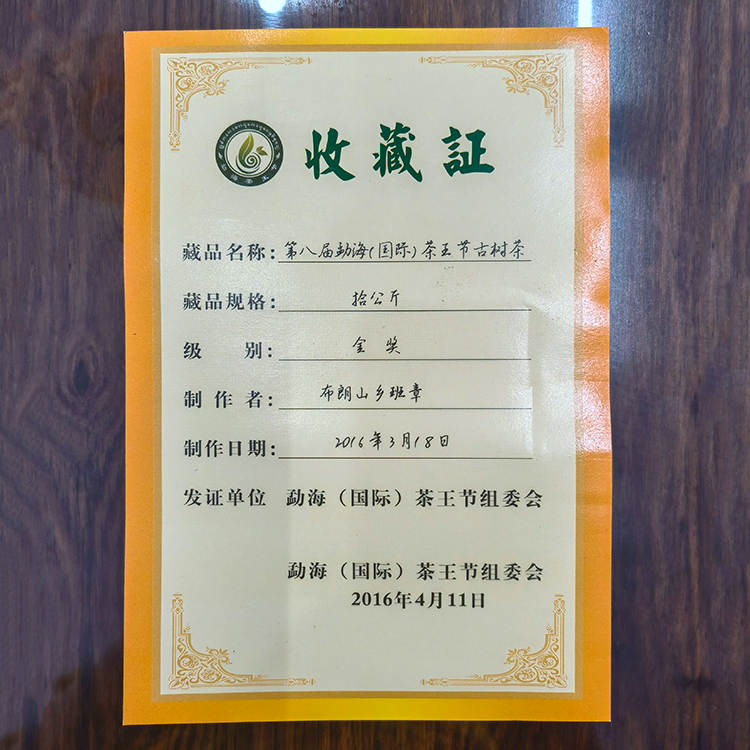 收藏証
藏品名称：第八届勐海(国际)茶王节古树茶
藏品规格：拾公斤
级 别：金奖
制 作 者：布朗山乡班章
制作日期：2016年3月18日
发证单位 勐海（国际）茶王节组委会
勐海（国际）茶王节组委会
2016年4月11日